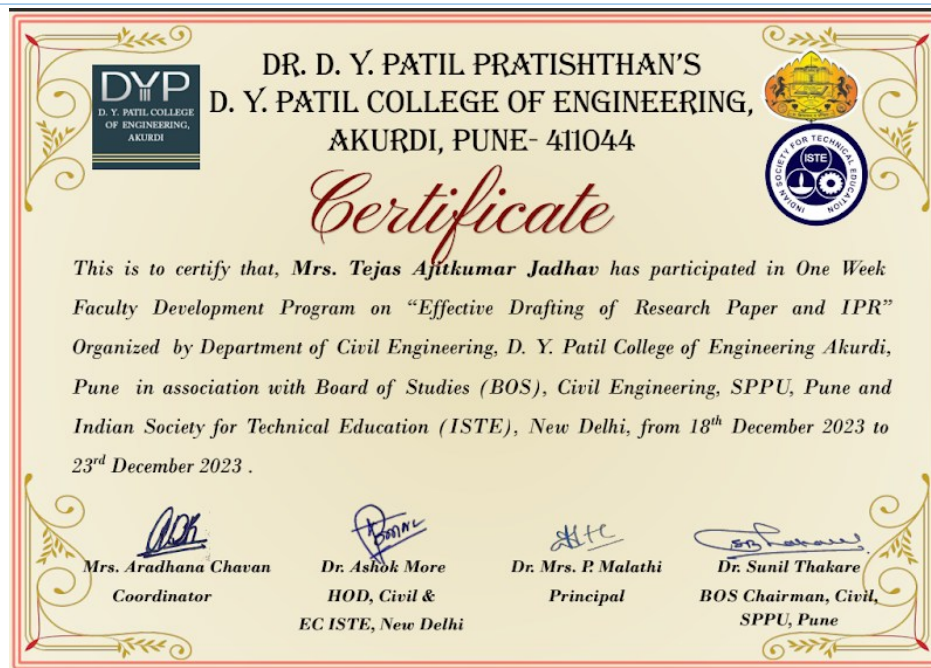 DR. D. Y. PATIL PRATISHTHAN'S
D. Y. PATIL COLLEGE OF ENGINEERING,
AKURDI, PUNE- 411044
DYP
D. Y. PATIL COLLEGE
OF ENGINEERING,
AKURDI
INDIAN SOCIETY FOR TECHNICAL EDUCATION
ISTE
Certificate
This is to certify that, Mrs. Tejas Ajitkumar Jadhav has participated in One Week
Faculty Development Program on “Effective Drafting of Research Paper and IPR”
Organized by Department of Civil Engineering, D. Y. Patil College of Engineering Akurdi,
Pune in association with Board of Studies (BOS), Civil Engineering, SPPU, Pune and
Indian Society for Technical Education (ISTE), New Delhi, from 18th December 2023 to
23rd December 2023 .
Mrs. Aradhana Chavan
Coordinator
Dr. Ashok More
HOD, Civil &
EC ISTE, New Delhi
Dr. Mrs. P. Malathi
Principal
Dr. Sunil Thakare
BOS Chairman, Civil,
SPPU, Pune